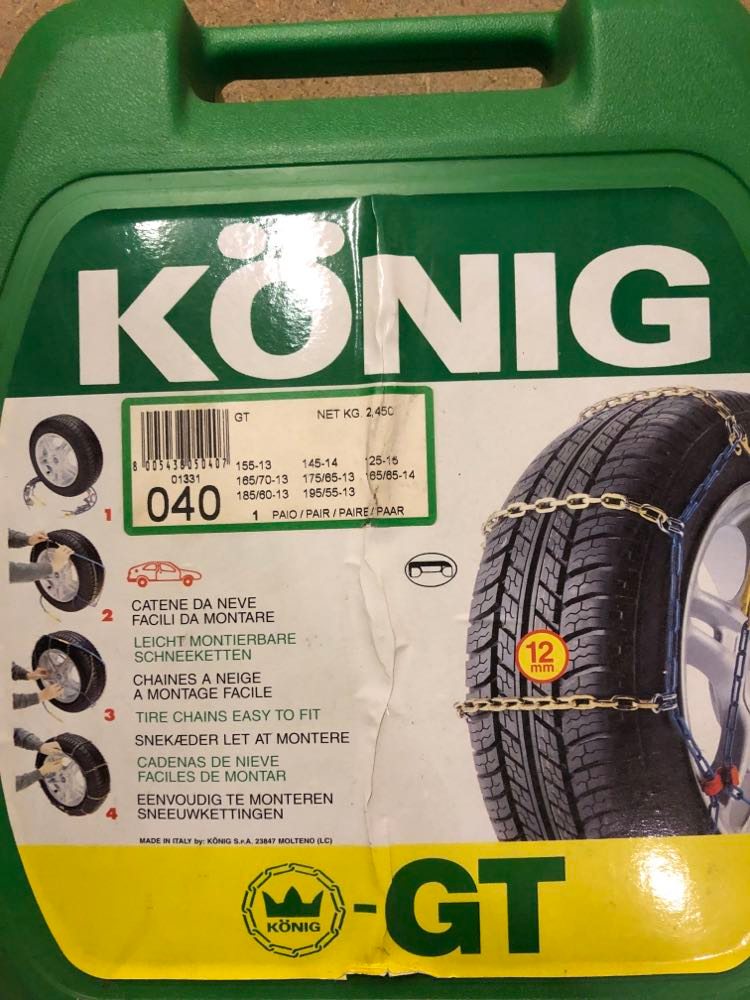 KÖNIG
GT NET KG. 2,450
8 005438 050407
01331
040
155-13 145-14 125-15
165/70-13 175/65-13 165/65-14
185/60-13 195/55-13
1 PAIO / PAIR / PAIRE / PAAR
1
2
3
4
CATENE DA NEVE
FACILI DA MONTARE
LEICHT MONTIERBARE
SCHNEEKETTEN
CHAINES A NEIGE
A MONTAGE FACILE
TIRE CHAINS EASY TO FIT
SNEKÆDER LET AT MONTERE
CADENAS DE NIEVE
FACILES DE MONTAR
EENVOUDIG TE MONTEREN
SNEEUWKETTINGEN
12
mm
MADE IN ITALY by: KÖNIG S.p.A. 23847 MOLTENO (LC)
KÖNIG
-GT